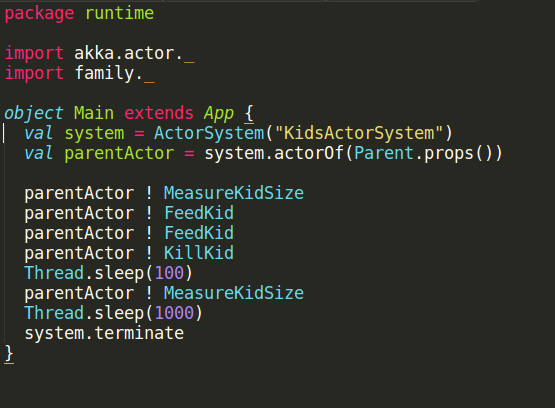 package runtime
import akka.actor._
import family._
object Main extends App {
val system = ActorSystem("KidsActorSystem")
val parentActor = system.actorOf(Parent.props())
parentActor ! MeasureKidSize
parentActor ! FeedKid
parentActor ! FeedKid
parentActor ! KillKid
Thread.sleep(100)
parentActor ! MeasureKidSize
Thread.sleep(1000)
system.terminate
}